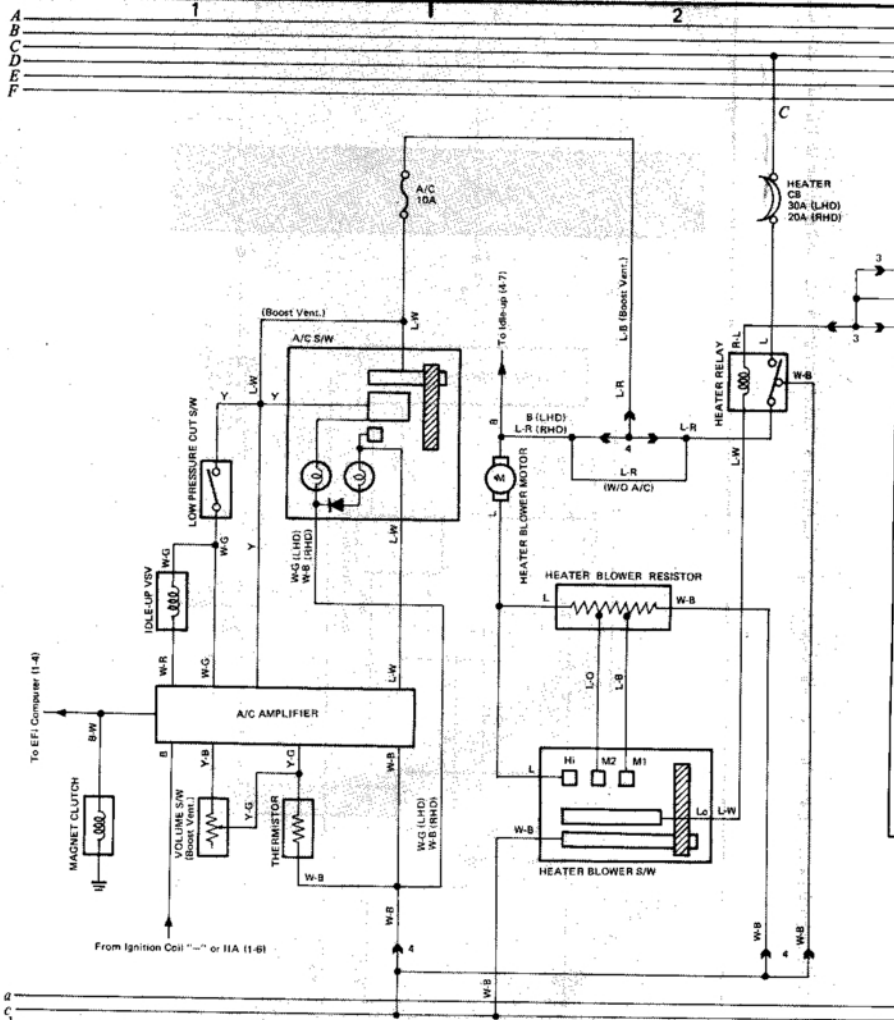 1
2
A
B
C
D
E
F
C
A/C
10A
HEATER
CB
30A (LHD)
20A (RHD)
3
3
(Boost Vent.)
L-W
To Idle-up (4-7)
L-B (Boost Vent.)
L-R
R-L
L
HEATER RELAY
W-B
A/C S/W
L-W
Y
Y
LOW PRESSURE CUT S/W
B
B (LHD)
L-R (RHD)
4
L-R
L-R
(W/O A/C)
L-W
M
HEATER BLOWER MOTOR
L
W-G
W-G
Y
W-G (LHD)
W-B (RHD)
L-W
IDLE-UP VSV
HEATER BLOWER RESISTOR
L
W-B
W-R
W-G
L-W
L-O
L-B
To EFI Computer (1-4)
A/C AMPLIFIER
B-W
B
Y-B
Y-G
W-B
Y-G
MAGNET CLUTCH
VOLUME S/W
(Boost Vent.)
THERMISTOR
W-G (LHD)
W-B (RHD)
L
Hi
M2
M1
Lo
L-W
W-B
HEATER BLOWER S/W
W-B
W-B
4
From Ignition Coil "–" or IIA (1-6)
W-B
W-B
4
W-B
a
c